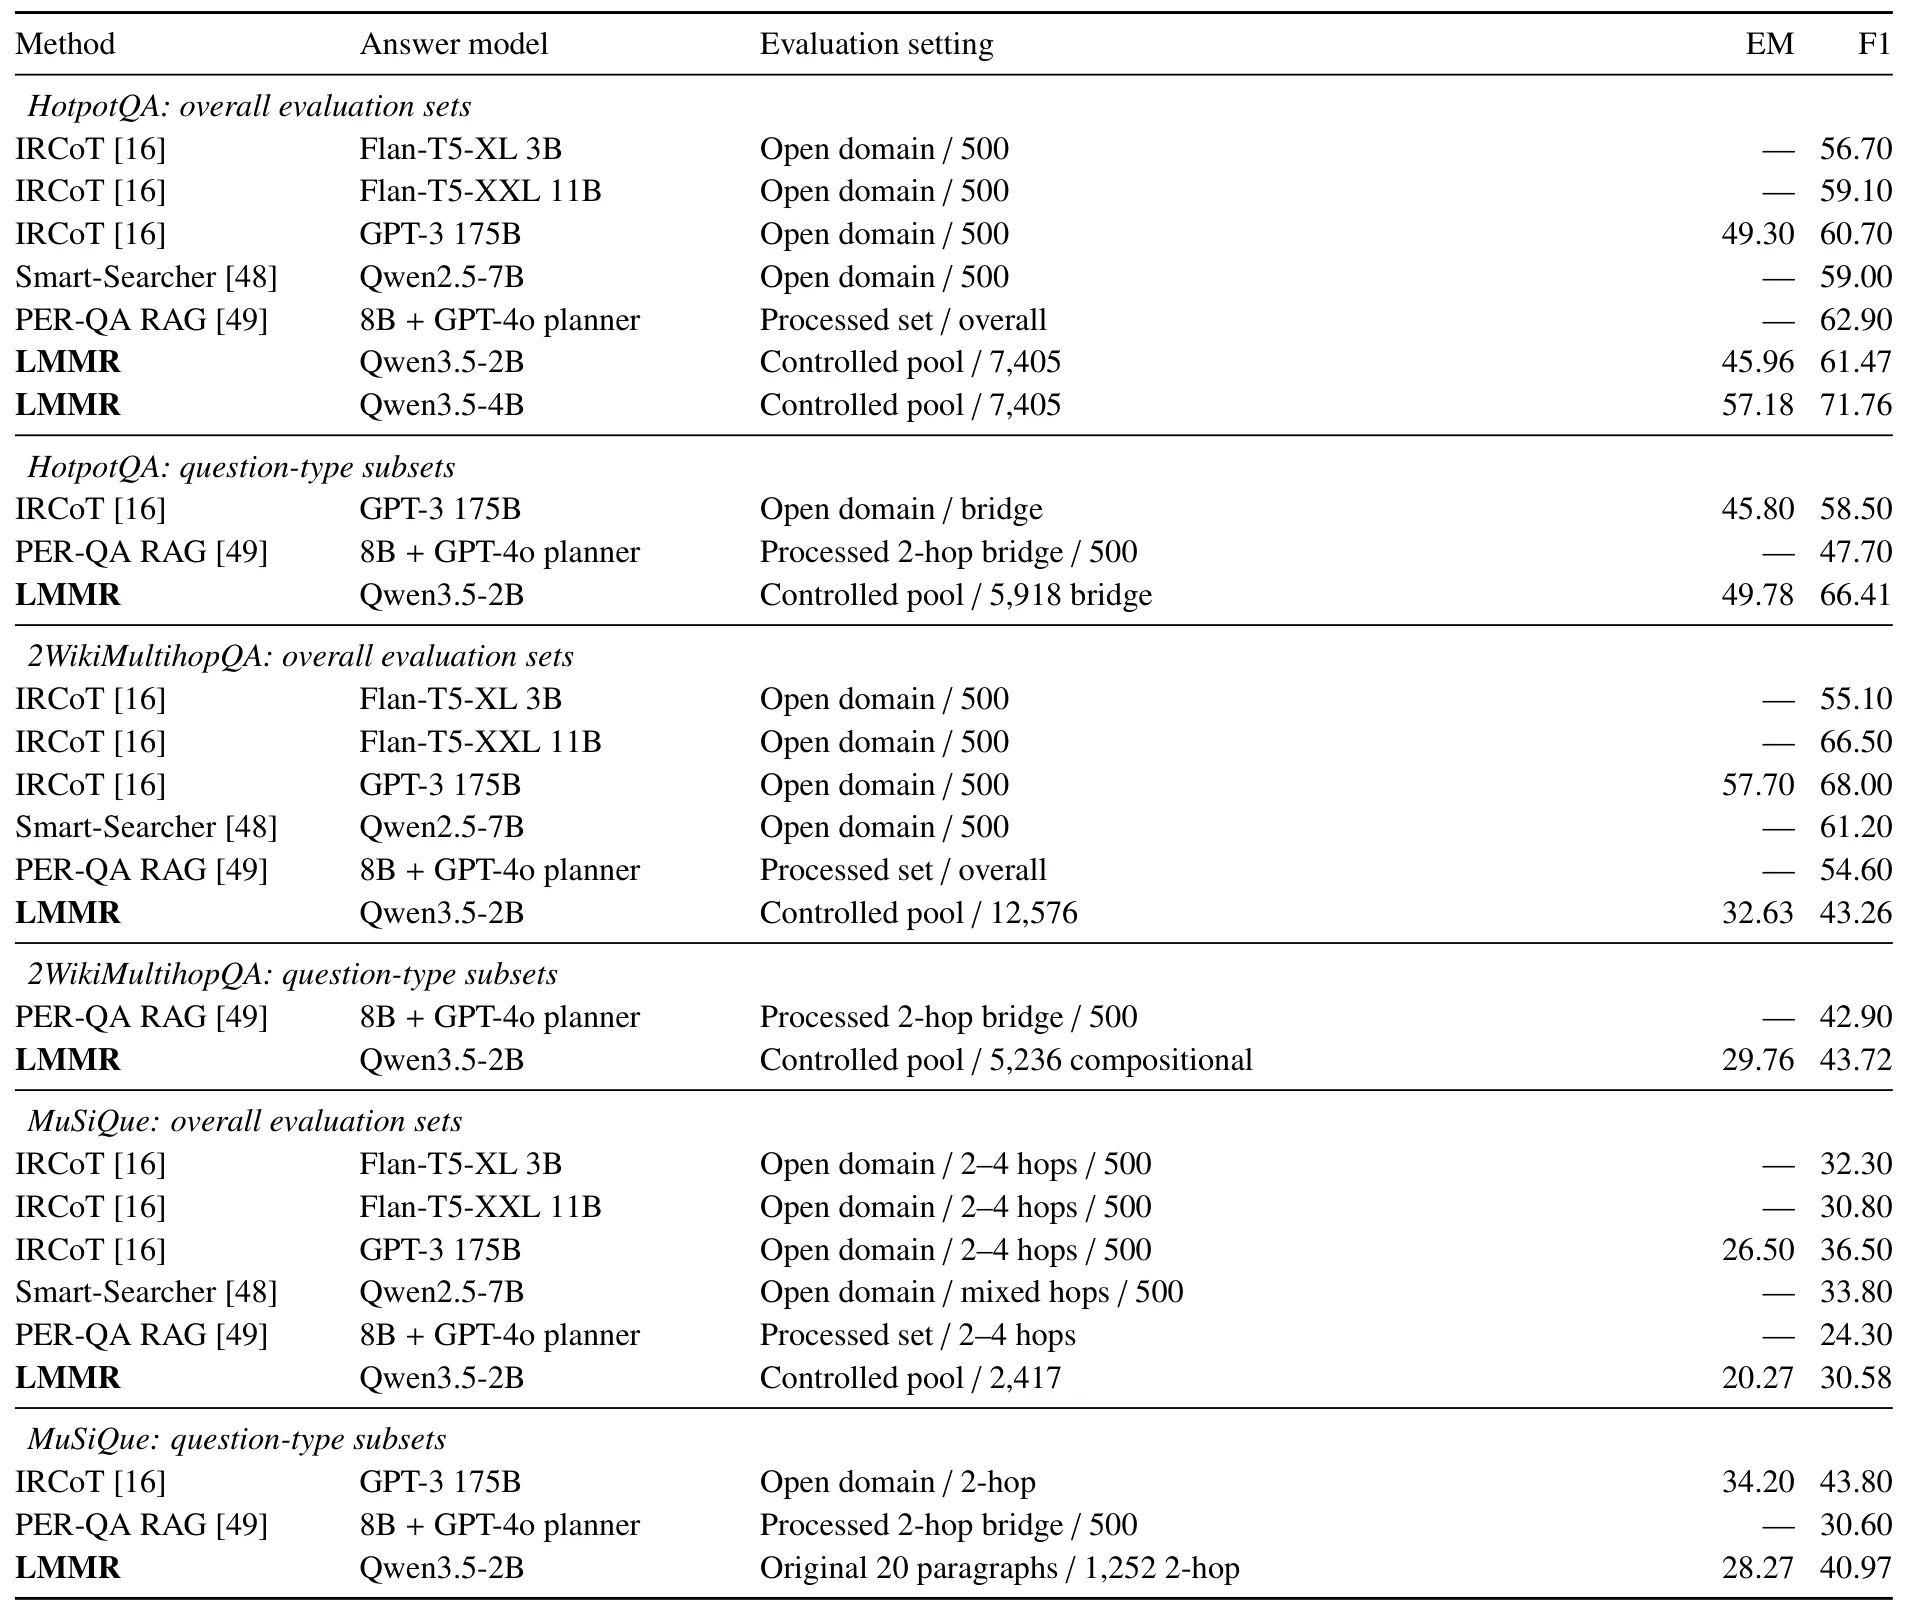 Method Answer model Evaluation setting EM F1
HotpotQA: overall evaluation sets
IRCoT [16] Flan-T5-XL 3B Open domain / 500 — 56.70
IRCoT [16] Flan-T5-XXL 11B Open domain / 500 — 59.10
IRCoT [16] GPT-3 175B Open domain / 500 49.30 60.70
Smart-Searcher [48] Qwen2.5-7B Open domain / 500 — 59.00
PER-QA RAG [49] 8B + GPT-4o planner Processed set / overall — 62.90
LMMR Qwen3.5-2B Controlled pool / 7,405 45.96 61.47
LMMR Qwen3.5-4B Controlled pool / 7,405 57.18 71.76
HotpotQA: question-type subsets
IRCoT [16] GPT-3 175B Open domain / bridge 45.80 58.50
PER-QA RAG [49] 8B + GPT-4o planner Processed 2-hop bridge / 500 — 47.70
LMMR Qwen3.5-2B Controlled pool / 5,918 bridge 49.78 66.41
2WikiMultihopQA: overall evaluation sets
IRCoT [16] Flan-T5-XL 3B Open domain / 500 — 55.10
IRCoT [16] Flan-T5-XXL 11B Open domain / 500 — 66.50
IRCoT [16] GPT-3 175B Open domain / 500 57.70 68.00
Smart-Searcher [48] Qwen2.5-7B Open domain / 500 — 61.20
PER-QA RAG [49] 8B + GPT-4o planner Processed set / overall — 54.60
LMMR Qwen3.5-2B Controlled pool / 12,576 32.63 43.26
2WikiMultihopQA: question-type subsets
PER-QA RAG [49] 8B + GPT-4o planner Processed 2-hop bridge / 500 — 42.90
LMMR Qwen3.5-2B Controlled pool / 5,236 compositional 29.76 43.72
MuSiQue: overall evaluation sets
IRCoT [16] Flan-T5-XL 3B Open domain / 2–4 hops / 500 — 32.30
IRCoT [16] Flan-T5-XXL 11B Open domain / 2–4 hops / 500 — 30.80
IRCoT [16] GPT-3 175B Open domain / 2–4 hops / 500 26.50 36.50
Smart-Searcher [48] Qwen2.5-7B Open domain / mixed hops / 500 — 33.80
PER-QA RAG [49] 8B + GPT-4o planner Processed set / 2–4 hops — 24.30
LMMR Qwen3.5-2B Controlled pool / 2,417 20.27 30.58
MuSiQue: question-type subsets
IRCoT [16] GPT-3 175B Open domain / 2-hop 34.20 43.80
PER-QA RAG [49] 8B + GPT-4o planner Processed 2-hop bridge / 500 — 30.60
LMMR Qwen3.5-2B Original 20 paragraphs / 1,252 2-hop 28.27 40.97